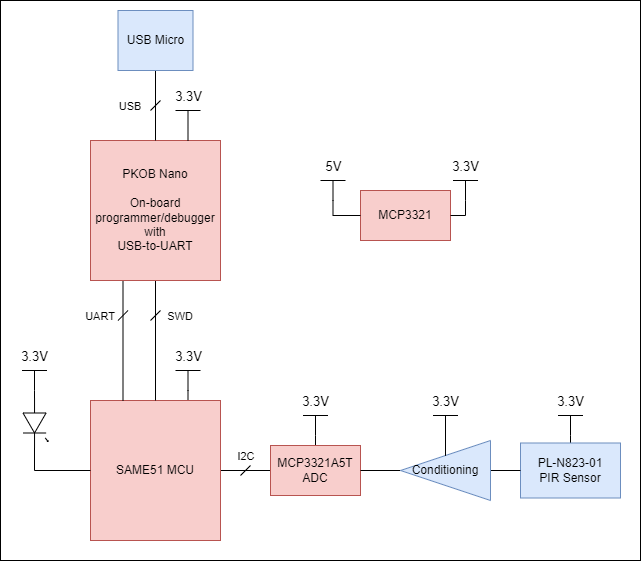 USB Micro
USB
3.3V
PKOB Nano
On-board
programmer/debugger
with
USB-to-UART
5V
3.3V
MCP3321
UART
SWD
3.3V
3.3V
SAME51 MCU
I2C
3.3V
MCP3321A5T
ADC
3.3V
Conditioning
3.3V
PL-N823-01
PIR Sensor